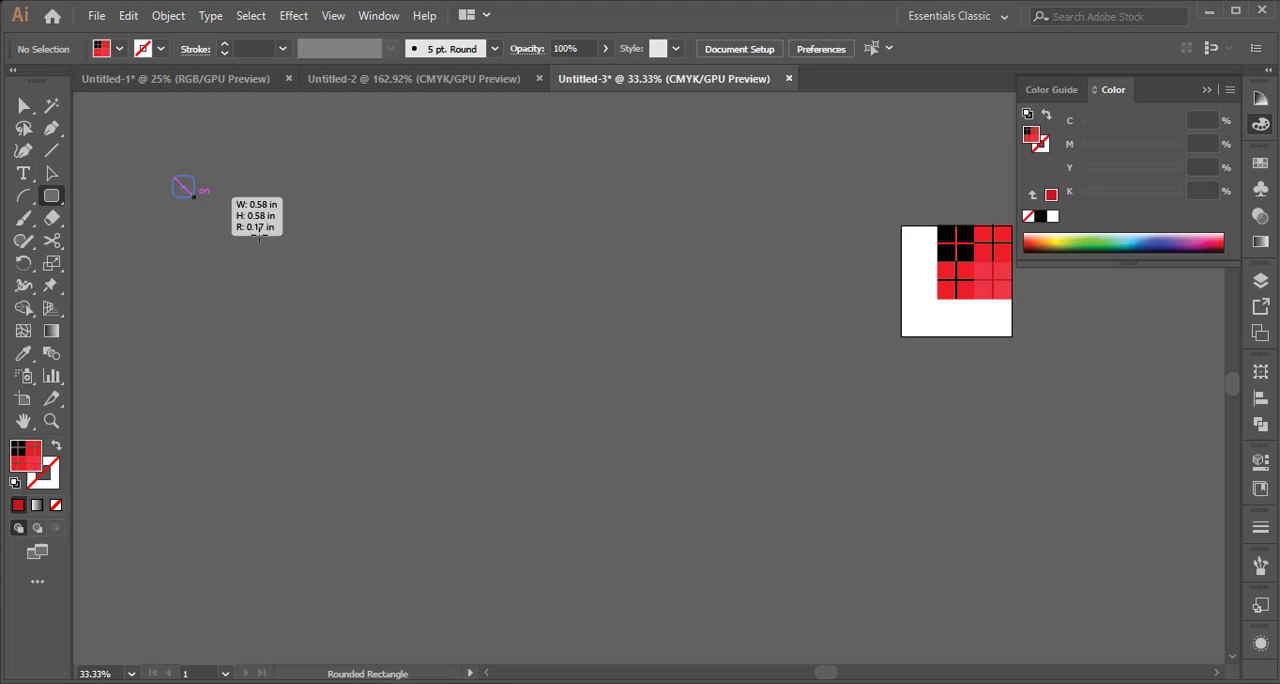 Ai File Edit Object Type Select Effect View Window Help Essentials Classic Search Adobe Stock
No Selection Stroke: 5 pt. Round Opacity: 100% Style: Document Setup Preferences
Untitled-1* @ 25% (RGB/GPU Preview) Untitled-2 @ 162.92% (CMYK/GPU Preview) Untitled-3* @ 33.33% (CMYK/GPU Preview)
Color Guide Color
C %
M %
Y %
K %
on
W: 0.58 in
H: 0.58 in
R: 0.17 in
T
33.33% 1 Rounded Rectangle